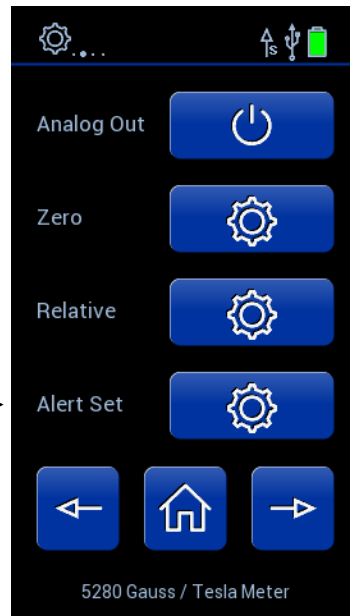 s
Analog Out
Zero
Relative
Alert Set
5280 Gauss / Tesla Meter